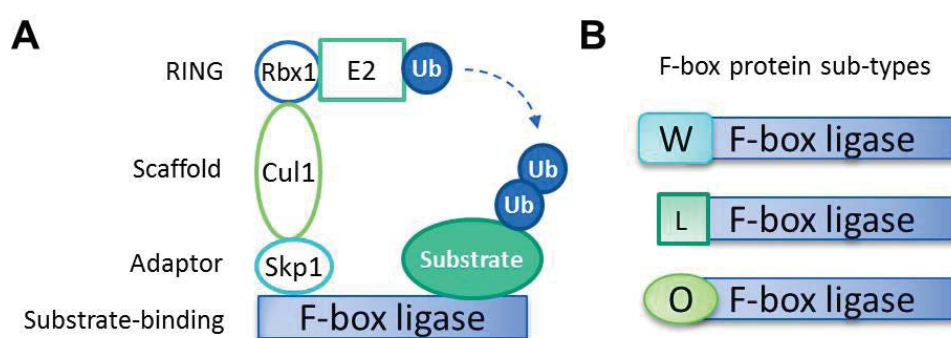 A
RING
Rbx1
E2
Ub
Scaffold
Cul1
Ub
Ub
Adaptor
Skp1
Substrate
Substrate-binding
F-box ligase
B
F-box protein sub-types
W F-box ligase
L F-box ligase
O F-box ligase